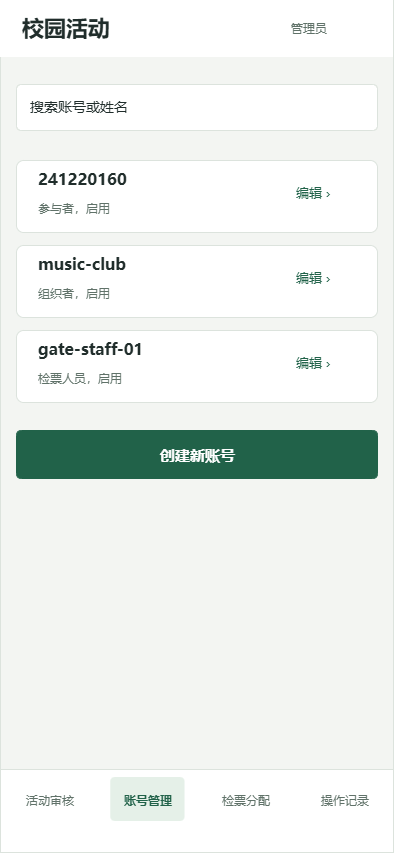 校园活动 管理员
搜索账号或姓名
241220160
编辑 ›
参与者，启用
music-club
编辑 ›
组织者，启用
gate-staff-01
编辑 ›
检票人员，启用
创建新账号
活动审核 账号管理 检票分配 操作记录